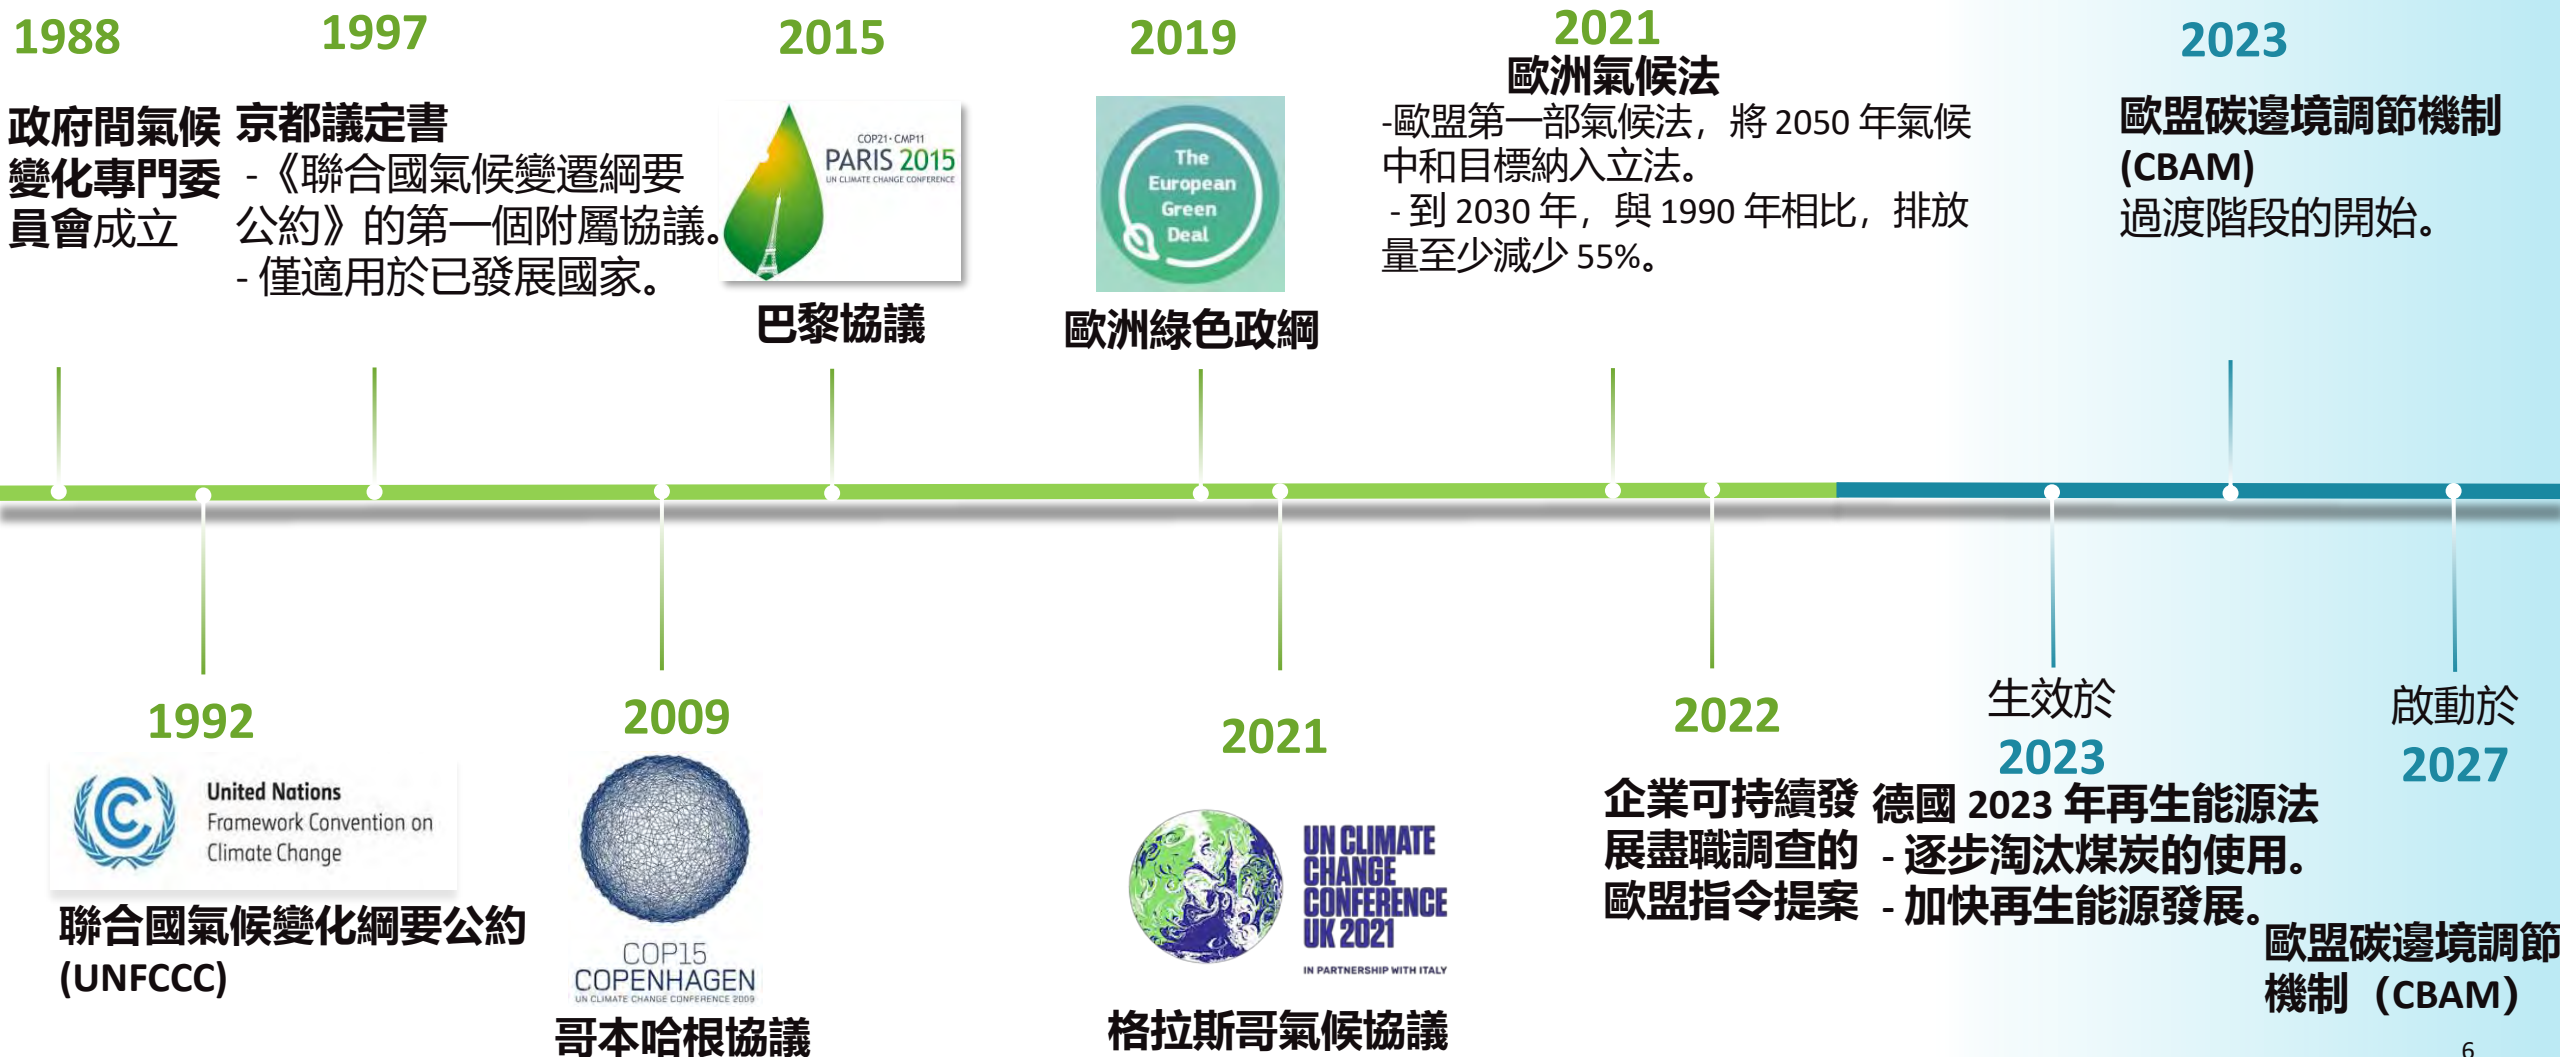 1988
政府間氣候
變化專門委
員會成立
1997
京都議定書
-《聯合國氣候變遷綱要
公約》的第一個附屬協議。
- 僅適用於已發展國家。
2015
COP21·CMP11
PARIS 2015
UN CLIMATE CHANGE CONFERENCE
巴黎協議
2019
The
European
Green
Deal
歐洲綠色政綱
2021
歐洲氣候法
-歐盟第一部氣候法，將 2050 年氣候
中和目標納入立法。
- 到 2030 年，與 1990 年相比，排放
量至少減少 55%。
2023
歐盟碳邊境調節機制
(CBAM)
過渡階段的開始。
1992
United Nations
Framework Convention on
Climate Change
聯合國氣候變化綱要公約
(UNFCCC)
2009
COP15
COPENHAGEN
UN CLIMATE CHANGE CONFERENCE 2009
哥本哈根協議
2021
UN CLIMATE
CHANGE
CONFERENCE
UK 2021
IN PARTNERSHIP WITH ITALY
格拉斯哥氣候協議
2022
企業可持續發
展盡職調查的
歐盟指令提案
生效於
2023
德國 2023 年再生能源法
- 逐步淘汰煤炭的使用。
- 加快再生能源發展。
啟動於
2027
歐盟碳邊境調節
機制（CBAM）
6